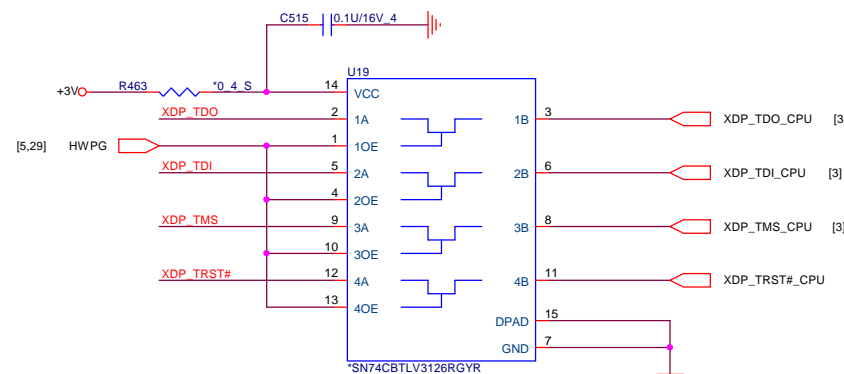 C515 0.1U/16V_4
U19
+3V R463 *0_4_S 14 VCC
XDP_TDO 2 1A 1B 3 XDP_TDO_CPU [3
[5,29] HWPG 1 1OE
XDP_TDI 5 2A 2B 6 XDP_TDI_CPU [3]
4 2OE
XDP_TMS 9 3A 3B 8 XDP_TMS_CPU [3]
10 3OE
XDP_TRST# 12 4A 4B 11 XDP_TRST#_CPU
13 4OE
DPAD 15
GND 7
*SN74CBTLV3126RGYR